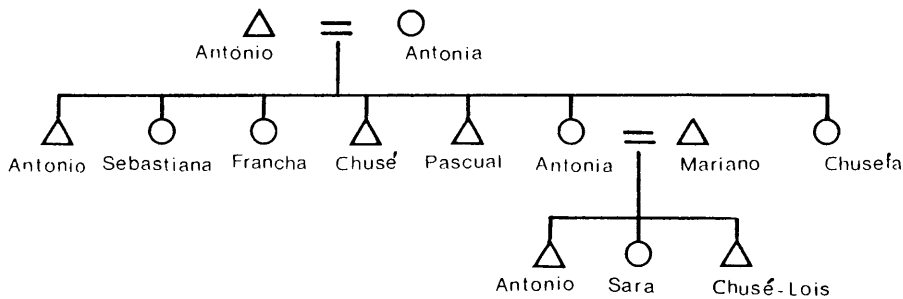 António Antonia
Antonio Sebastiana Francha Chusé Pascual Antonia Mariano Chusefa
Antonio Sara Chusé-Lois